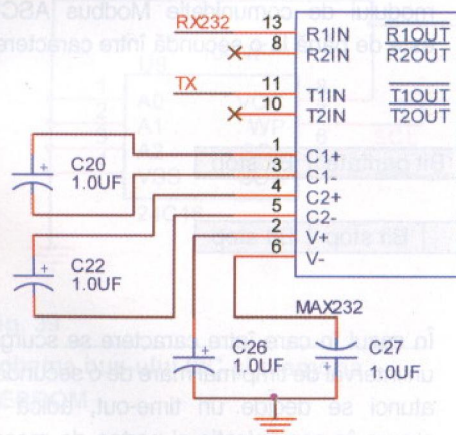 RX232 13 R1IN R1OUT
8 R2IN R2OUT
TX 11 T1IN T1OUT
10 T2IN T2OUT
1 C1+
3 C1-
4 C2+
5 C2-
2 V+
6 V-
C20
1.0UF
C22
1.0UF
MAX232
C26
1.0UF
C27
1.0UF